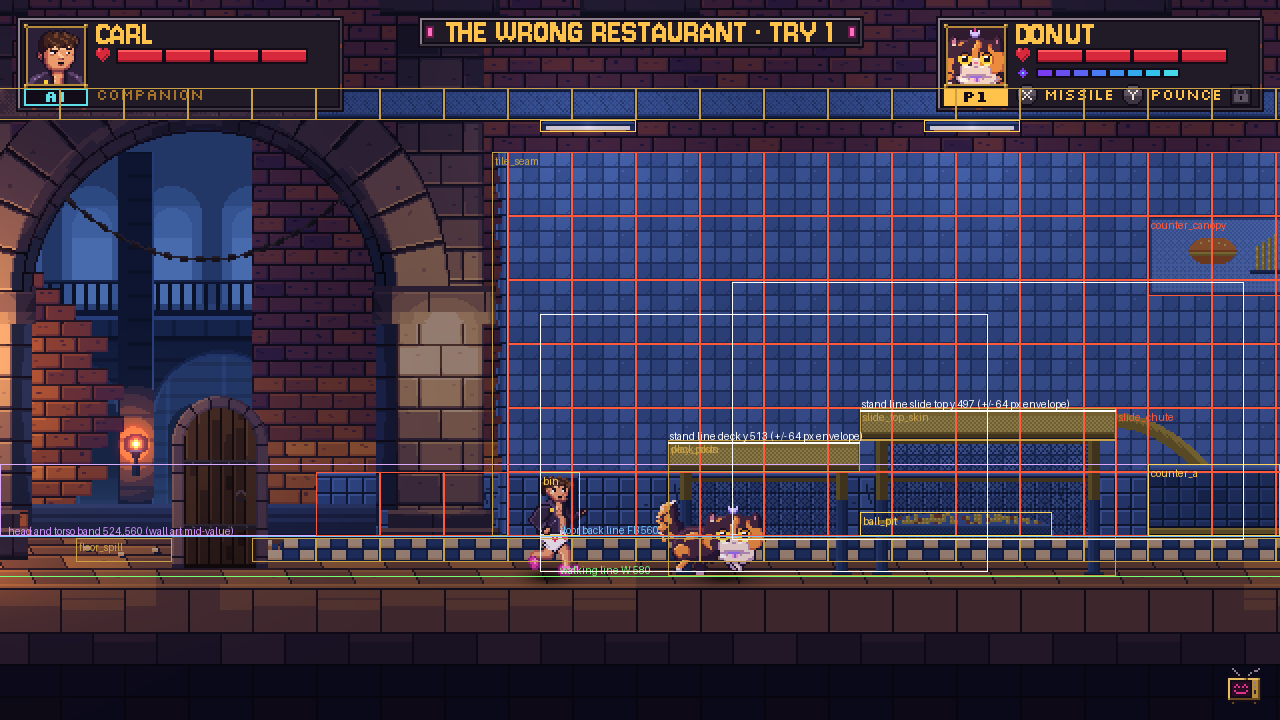 CARL
THE WRONG RESTAURANT · TRY 1
DONUT
AI COMPANION
P1 X MISSILE Y POUNCE
tile_seam
counter_canopy
stand line slide top y 497 (+/- 64 px envelope)
slide_top_skin
slide_chute
stand line deck y 513 (+/- 64 px envelope)
counter_a
bin
ball_pit
head and torso band 524,560 (wall art mid-value)
floor back line FB 560
floor_spill
walking line W 580